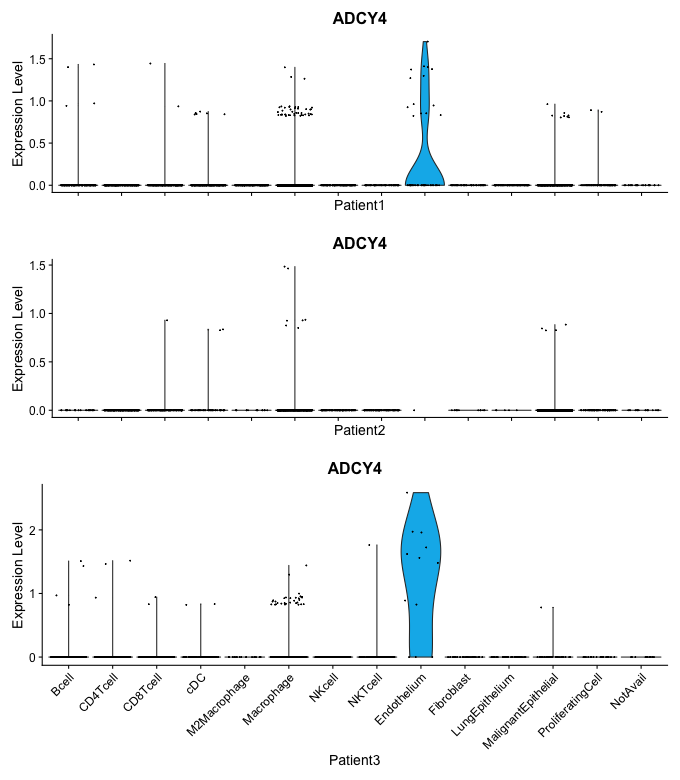 ADCY4
Expression Level
1.5
1.0
0.5
0.0
Patient1
ADCY4
Expression Level
1.5
1.0
0.5
0.0
Patient2
ADCY4
Expression Level
2
1
0
Bcell
CD4Tcell
CD8Tcell
cDC
M2Macrophage
Macrophage
NKcell
NKTcell
Endothelium
Fibroblast
LungEpithelium
MalignantEpithelial
ProliferatingCell
NotAvail
Patient3